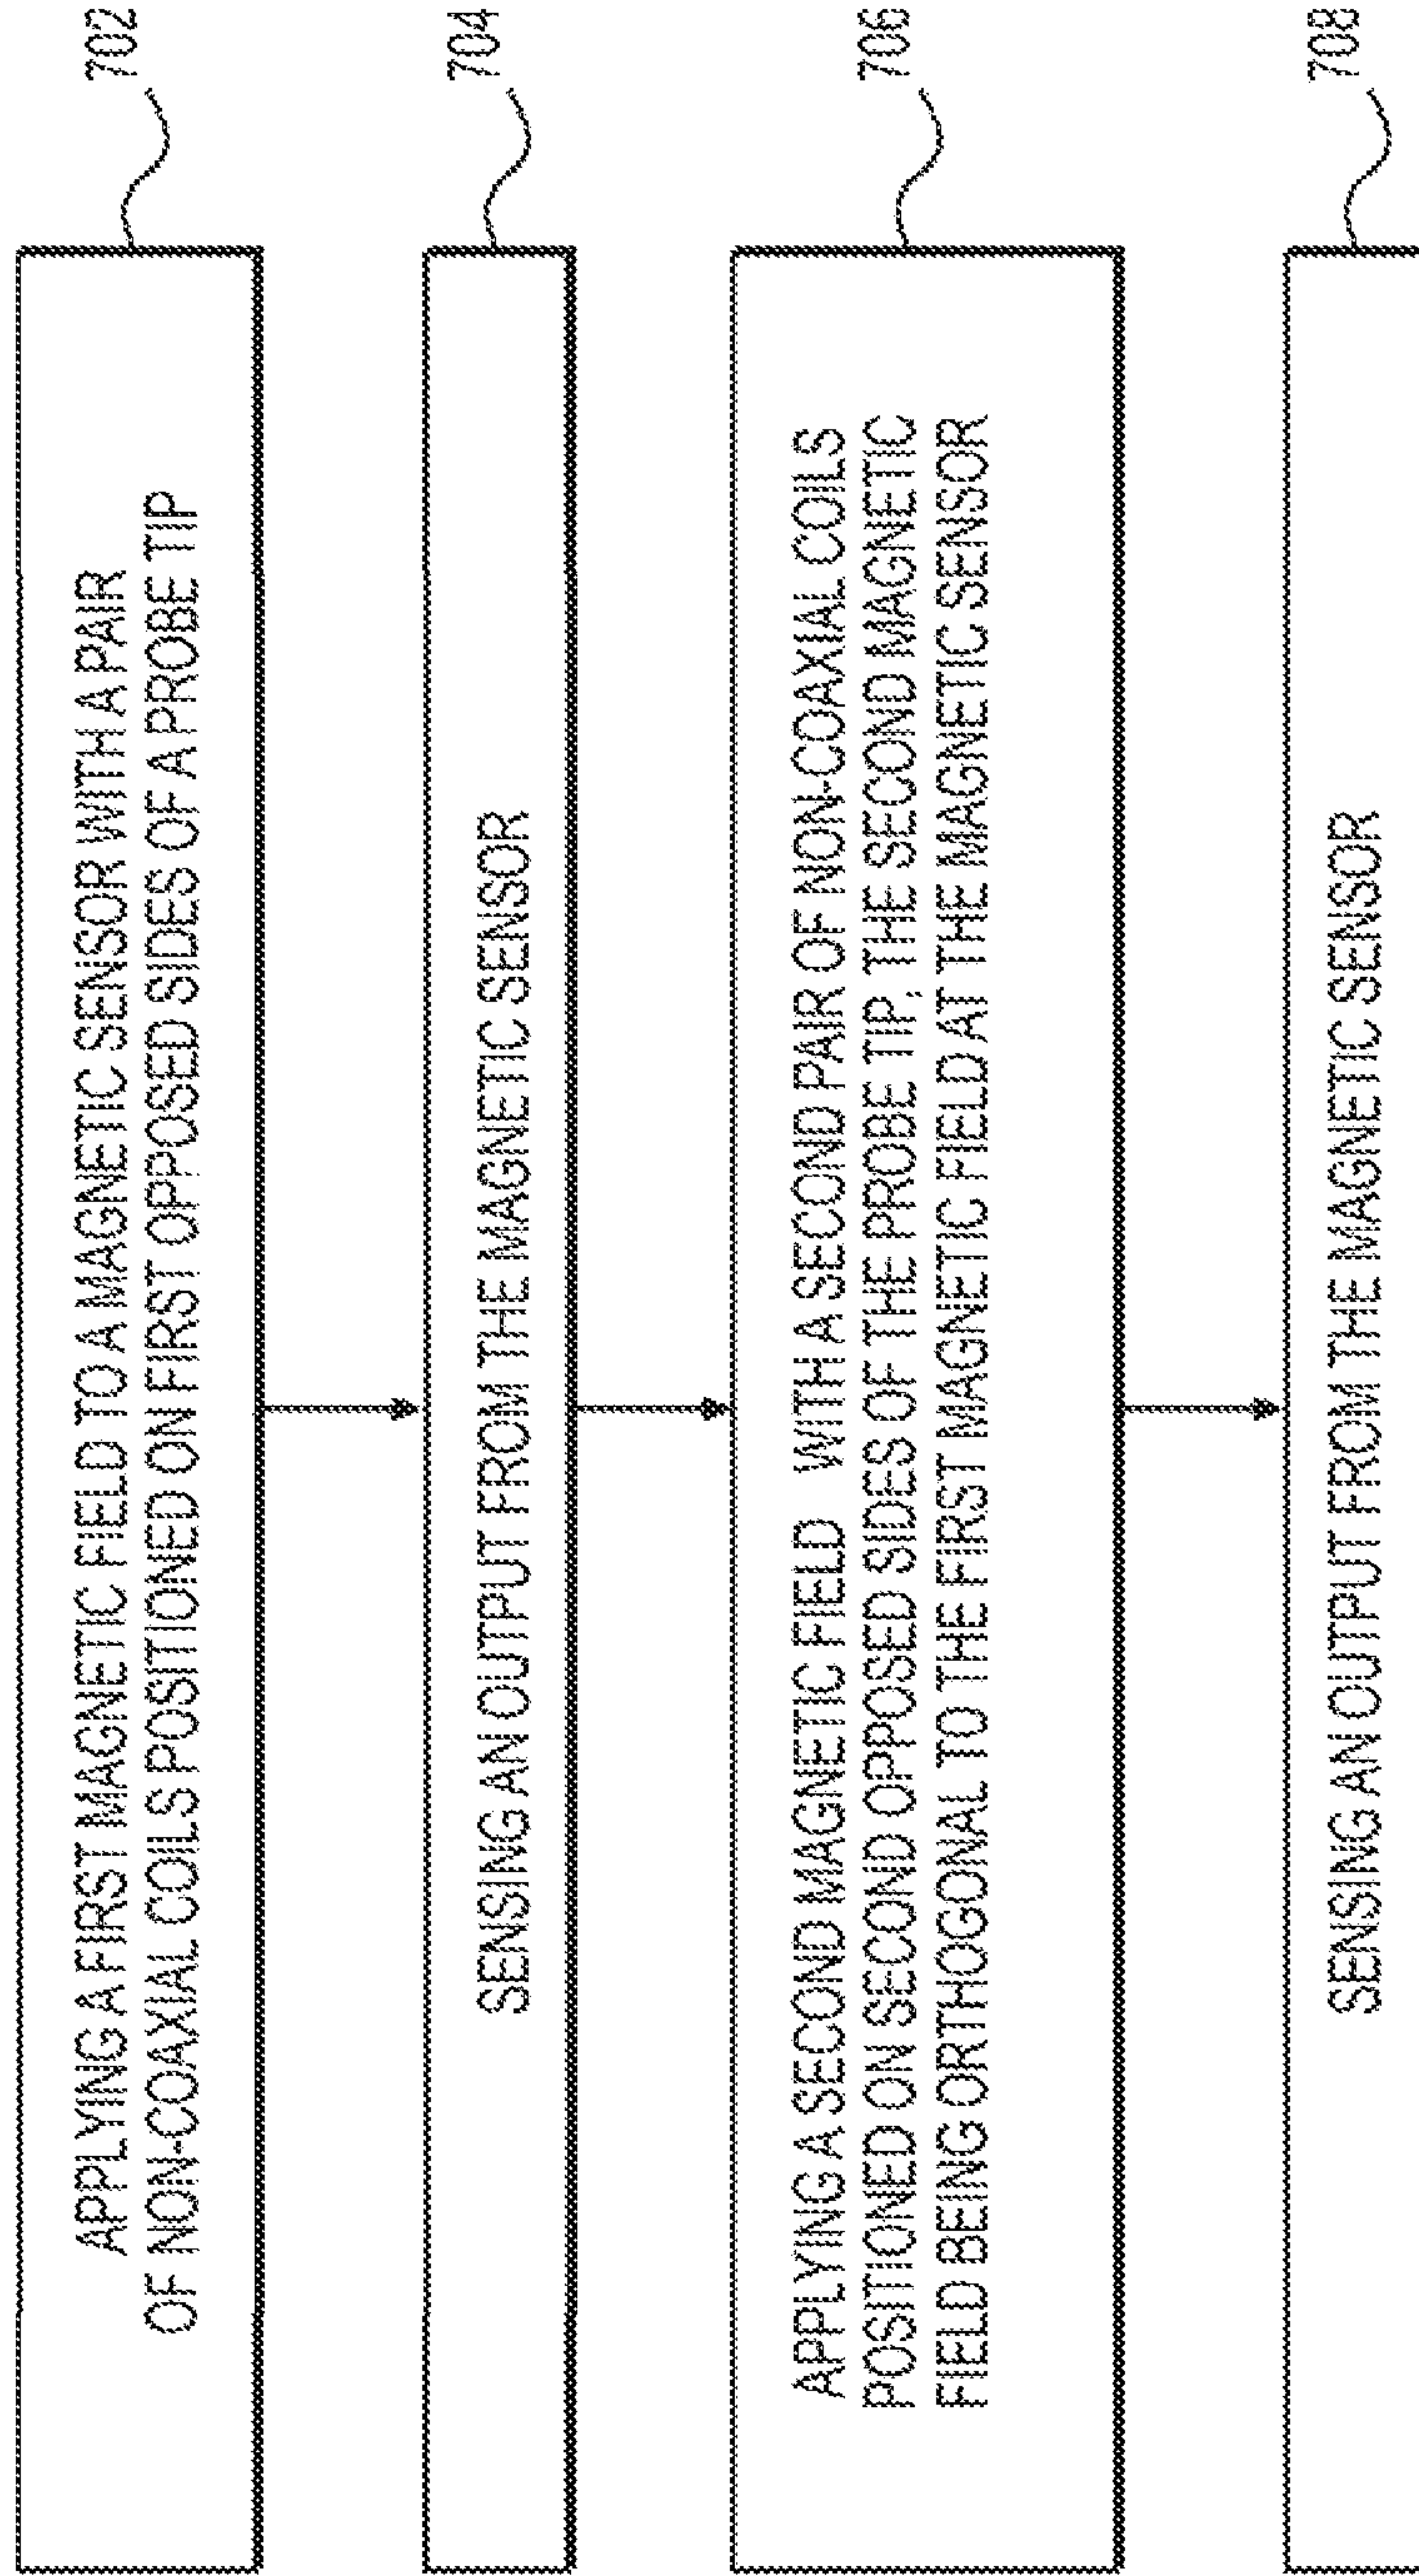 APPLYING A FIRST MAGNETIC FIELD TO A MAGNETIC SENSOR WITH A PAIR
OF NON-COAXIAL COILS POSITIONED ON FIRST OPPOSED SIDES OF A PROBE TIP
702
SENSING AN OUTPUT FROM THE MAGNETIC SENSOR
704
APPLYING A SECOND MAGNETIC FIELD WITH A SECOND PAIR OF NON-COAXIAL COILS
POSITIONED ON SECOND OPPOSED SIDES OF THE PROBE TIP, THE SECOND MAGNETIC
FIELD BEING ORTHOGONAL TO THE FIRST MAGNETIC FIELD AT THE MAGNETIC SENSOR
706
SENSING AN OUTPUT FROM THE MAGNETIC SENSOR
708